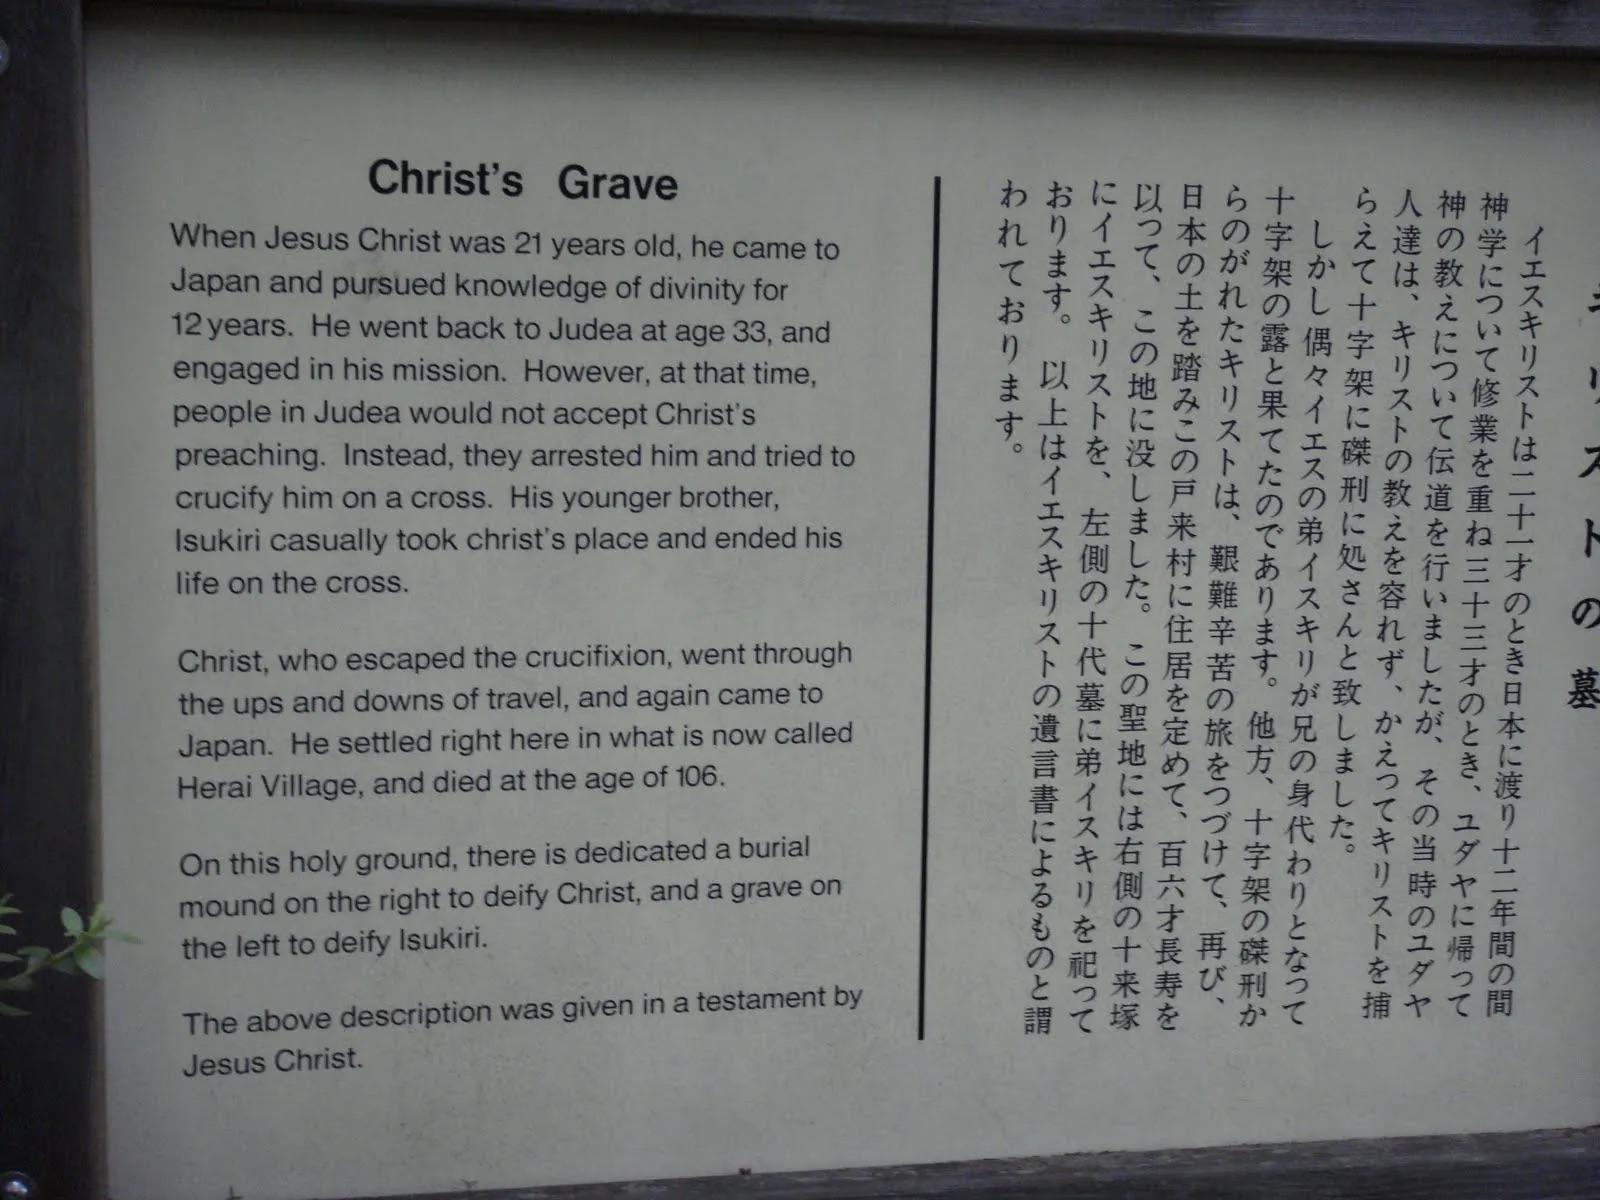 Christ's Grave
When Jesus Christ was 21 years old, he came to
Japan and pursued knowledge of divinity for
12 years. He went back to Judea at age 33, and
engaged in his mission. However, at that time,
people in Judea would not accept Christ's
preaching. Instead, they arrested him and tried to
crucify him on a cross. His younger brother,
Isukiri casually took christ's place and ended his
life on the cross.
Christ, who escaped the crucifixion, went through
the ups and downs of travel, and again came to
Japan. He settled right here in what is now called
Herai Village, and died at the age of 106.
On this holy ground, there is dedicated a burial
mound on the right to deify Christ, and a grave on
the left to deify Isukiri.
The above description was given in a testament by
Jesus Christ.
キリストの墓
イエスキリストは二十一才のとき日本に渡り十二年間の間
神学について修業を重ね三十三才のとき、ユダヤに帰って
神の教えについて伝道を行いましたが、その当時のユダヤ
人達は、キリストの教えを容れず、かえってキリストを捕
らえて十字架に磔刑に処さんと致しました。
しかし偶々イエスの弟イスキリが兄の身代わりとなって
十字架の露と果てたのであります。他方、十字架の磔刑か
らのがれたキリストは、艱難辛苦の旅をつづけて、再び、
日本の土を踏みこの戸来村に住居を定めて、百六才長寿を
以って、この地に没しました。この聖地には右側の十来塚
にイエスキリストを、左側の十代墓に弟イスキリを祀って
おります。以上はイエスキリストの遺言書によるものと謂
われております。